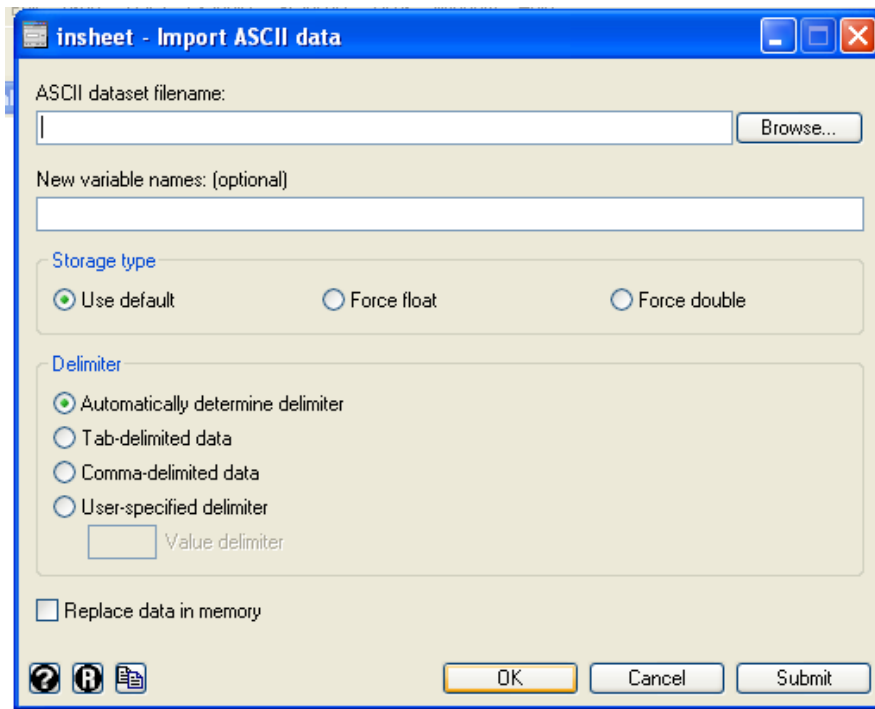 insheet - Import ASCII data
ASCII dataset filename:
Browse...
New variable names: (optional)
Storage type
Use default Force float Force double
Delimiter
Automatically determine delimiter
Tab-delimited data
Comma-delimited data
User-specified delimiter
Value delimiter
Replace data in memory
? R OK Cancel Submit